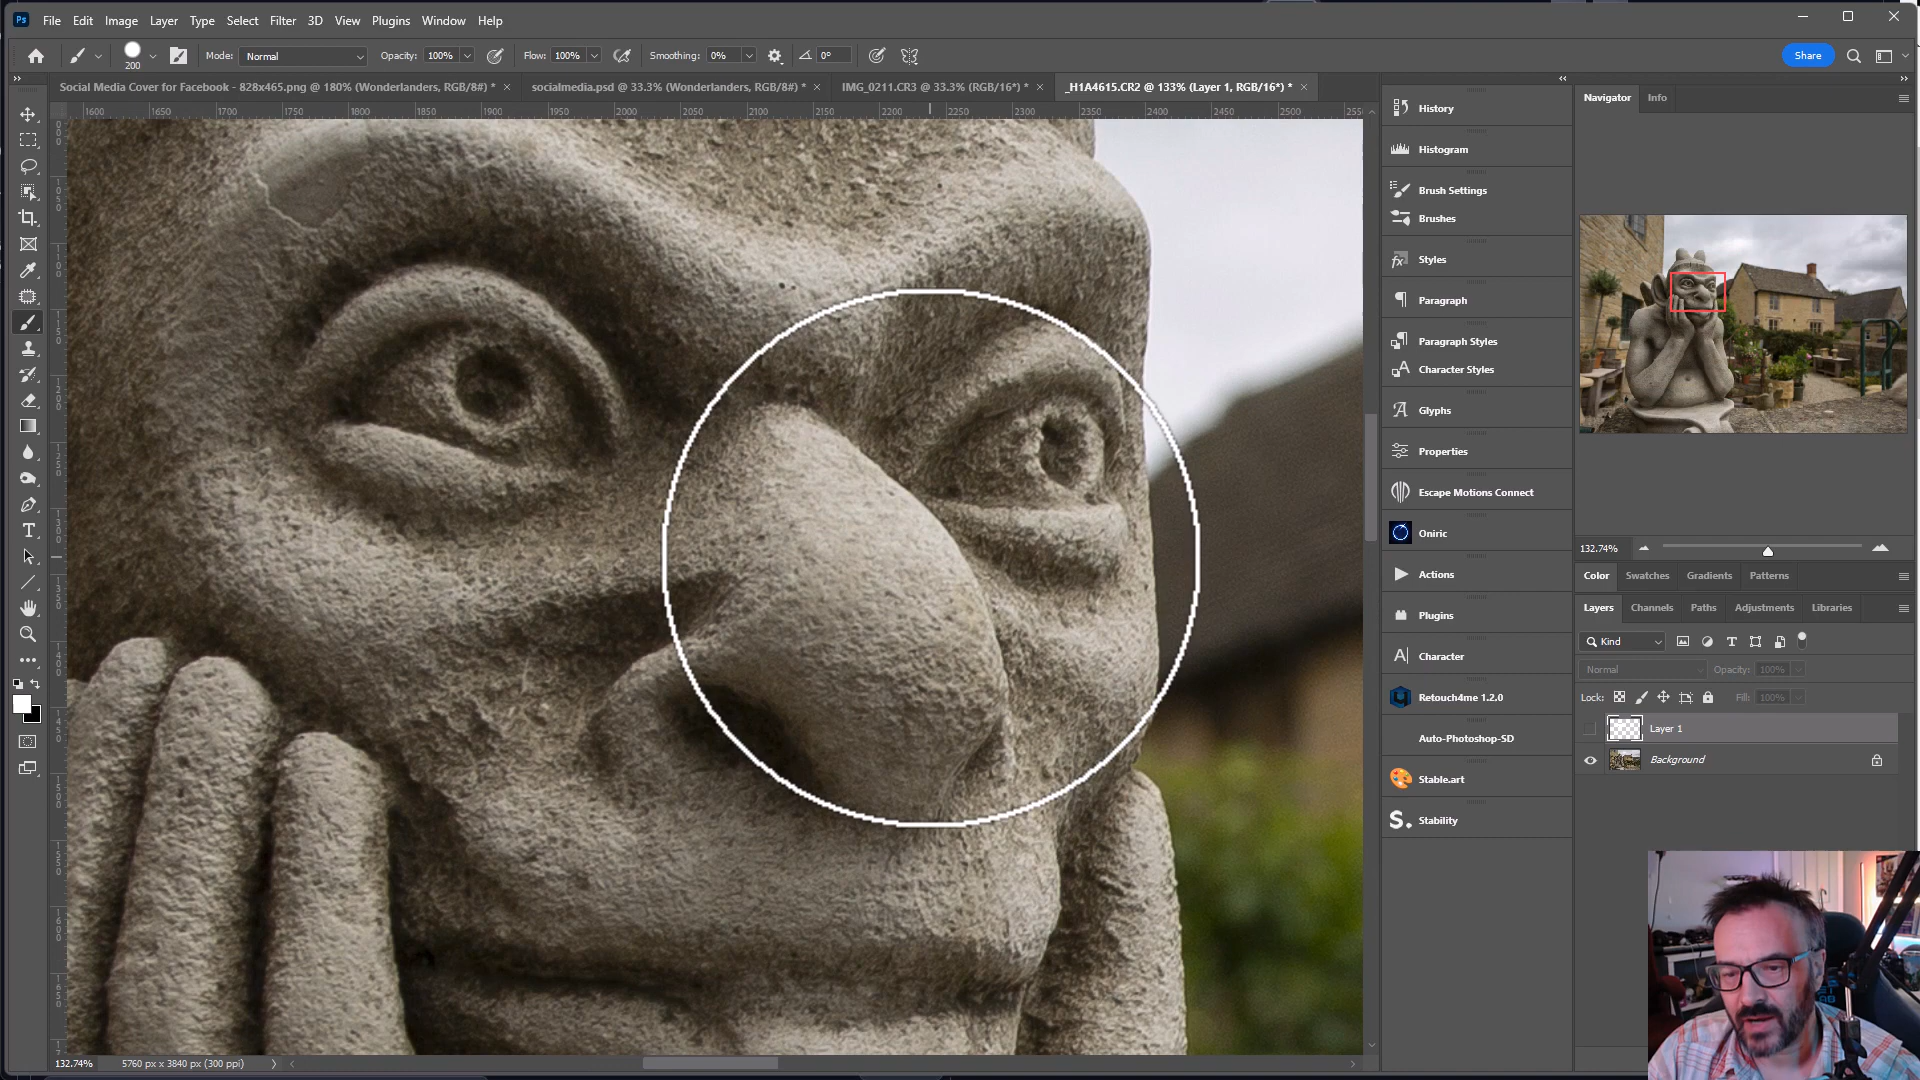 Ps File Edit Image Layer Type Select Filter 3D View Plugins Window Help
200 Mode: Normal Opacity: 100% Flow: 100% Smoothing: 0% 0° Share
Social Media Cover for Facebook - 828x465.png @ 180% (Wonderlanders, RGB/8#) * × socialmedia.psd @ 33.3% (Wonderlanders, RGB/8#) * × IMG_0211.CR3 @ 33.3% (RGB/16*) * × _H1A4615.CR2 @ 133% (Layer 1, RGB/16*) * ×
1600 1650 1700 1750 1800 1850 1900 1950 2000 2050 2100 2150 2200 2250 2300 2350 2400 2450 2500
History
Histogram
Brush Settings
Brushes
Styles
Paragraph
Paragraph Styles
Character Styles
Glyphs
Properties
Escape Motions Connect
Oniric
Actions
Plugins
Character
Retouch4me 1.2.0
Auto-Photoshop-SD
Stable.art
S. Stability
Navigator Info
132.74%
Color Swatches Gradients Patterns
Layers Channels Paths Adjustments Libraries
Kind
Normal Opacity: 100%
Lock: Fill: 100%
Layer 1
Background
132.74% 5760 px x 3840 px (300 ppi)